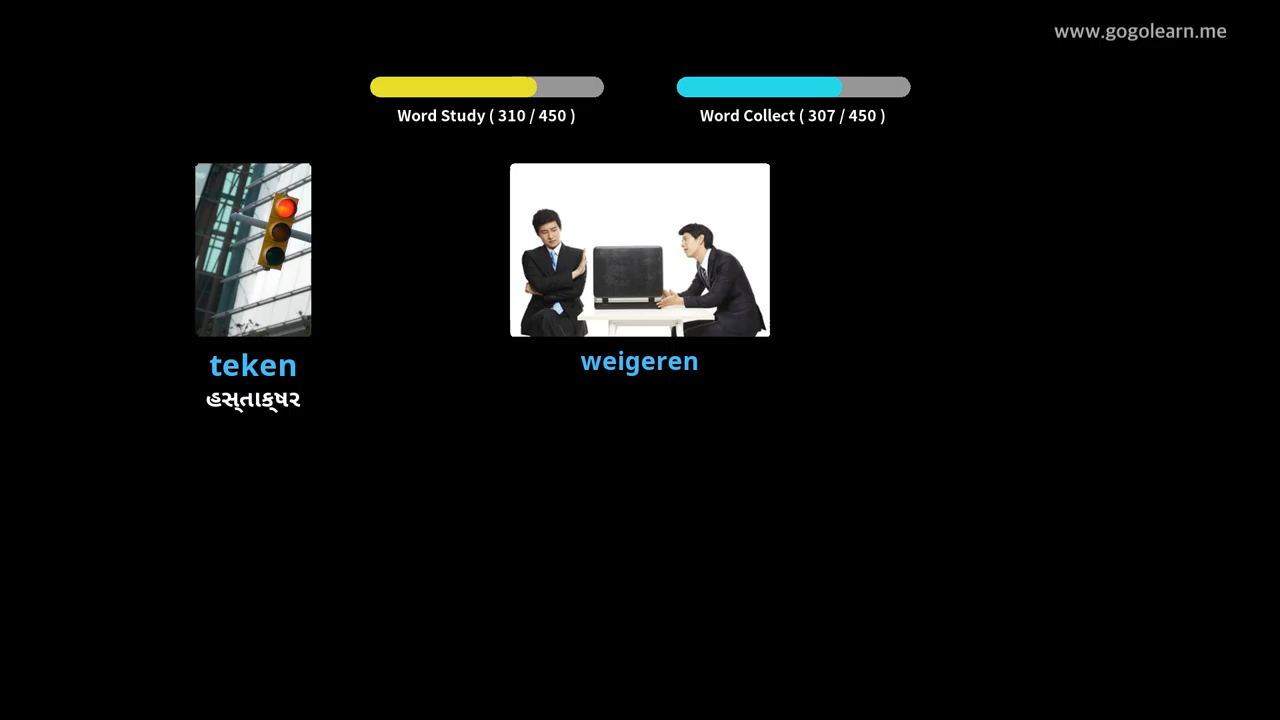 www.gogolearn.me
Word Study ( 310 / 450 )
Word Collect ( 307 / 450 )
teken
હસ્‌તાક્‌ષર
weigeren